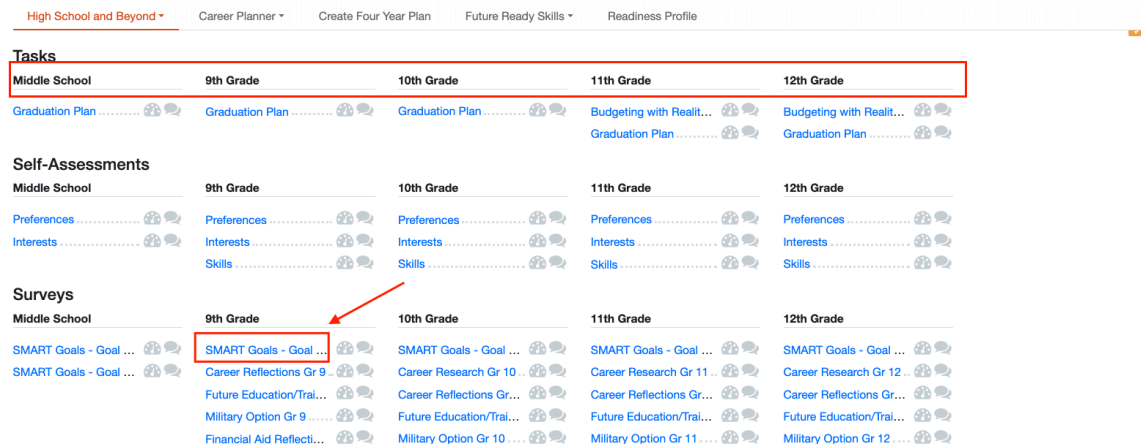 High School and Beyond Career Planner Create Four Year Plan Future Ready Skills Readiness Profile
Tasks
Middle School 9th Grade 10th Grade 11th Grade 12th Grade
Graduation Plan Graduation Plan Graduation Plan Budgeting with Realit... Budgeting with Realit...
Graduation Plan Graduation Plan
Self-Assessments
Middle School 9th Grade 10th Grade 11th Grade 12th Grade
Preferences Preferences Preferences Preferences Preferences
Interests Interests Interests Interests Interests
Skills Skills Skills Skills
Surveys
Middle School 9th Grade 10th Grade 11th Grade 12th Grade
SMART Goals - Goal ... SMART Goals - Goal ... SMART Goals - Goal ... SMART Goals - Goal ... SMART Goals - Goal ...
SMART Goals - Goal ... Career Reflections Gr 9 Career Research Gr 10 Career Research Gr 11 Career Research Gr 12
Future Education/Trai... Career Reflections Gr... Career Reflections Gr... Career Reflections Gr...
Military Option Gr 9 Future Education/Trai... Future Education/Trai... Future Education/Trai...
Financial Aid Reflecti... Military Option Gr 10 Military Option Gr 11 Military Option Gr 12